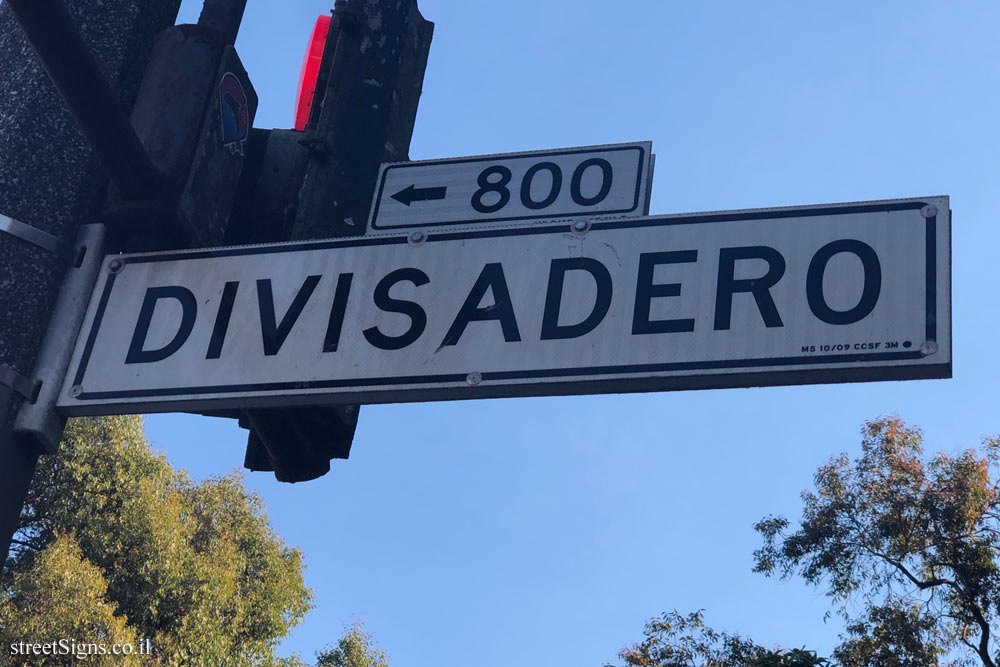 ← 800
DIVISADERO
MS 10/09 CCSF 3M
streetSigns.co.il